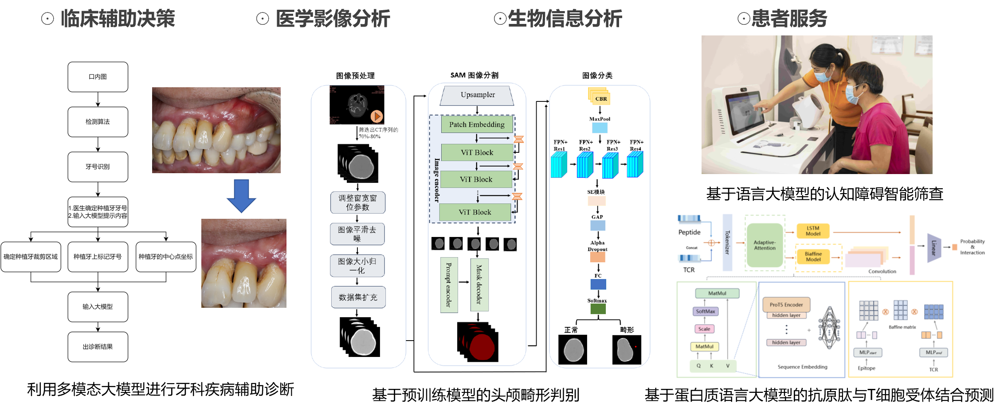 ⊙ 临床辅助决策
⊙ 医学影像分析
⊙生物信息分析
⊙患者服务
口内图
检测算法
牙号识别
1.医生确定种植牙牙号
2.输入大模型提示内容
确定种植牙裁剪区域
种植牙上标记牙号
种植牙的中心点坐标
输入大模型
出诊断结果
利用多模态大模型进行牙科疾病辅助诊断
图像预处理
筛选出CT序列的
70%-80%
调整窗宽窗
位参数
图像平滑去
噪
图像大小归
一化
数据集扩充
SAM 图像分割
Upsampler
Image encoder
Patch Embedding
ViT Block
ViT Block
ViT Block
Prompt encoder
Mask decoder
图像分类
CBR
MaxPool
FPN+
Res1
FPN+
Res2
FPN+
Res3
FPN+
Res4
SE模块
GAP
Alpha
Dropout
FC
Softmax
正常
畸形
基于预训练模型的头颅畸形判别
基于语言大模型的认知障碍智能筛查
Peptide
Concat
TCR
Tokenizer
Adaptive-
Attention
LSTM
Model
Biaffine
Model
Convolution
Linear
Probability
&
Interaction
MatMul
SoftMax
Scale
MatMul
Q K V
ProT5 Encoder
hidden layer
hidden layer
Sequence Embedding
Baffine matrix
MLPstart
MLPend
Epitope
TCR
基于蛋白质语言大模型的抗原肽与T细胞受体结合预测